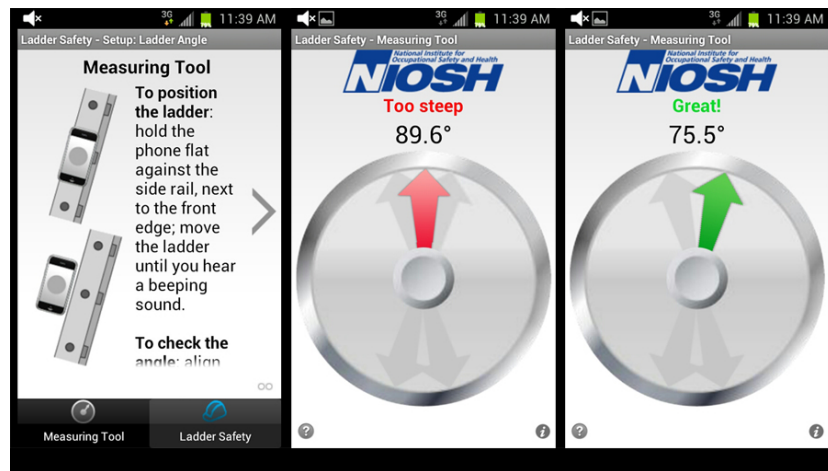 3G 11:39 AM
Ladder Safety - Setup: Ladder Angle
Measuring Tool
To position
the ladder:
hold the
phone flat
against the
side rail, next
to the front
edge; move
the ladder
until you hear
a beeping
sound.
To check the
angle: align
Measuring Tool
Ladder Safety
3G 11:39 AM
Ladder Safety - Measuring Tool
National Institute for
Occupational Safety and Health
NIOSH
Too steep
89.6°
?
i
3G 11:39 AM
Ladder Safety - Measuring Tool
National Institute for
Occupational Safety and Health
NIOSH
Great!
75.5°
?
i